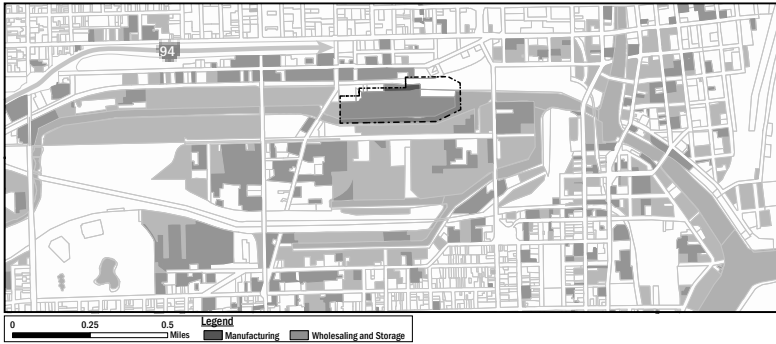 94
0 0.25 0.5
Miles
Legend
Manufacturing Wholesaling and Storage